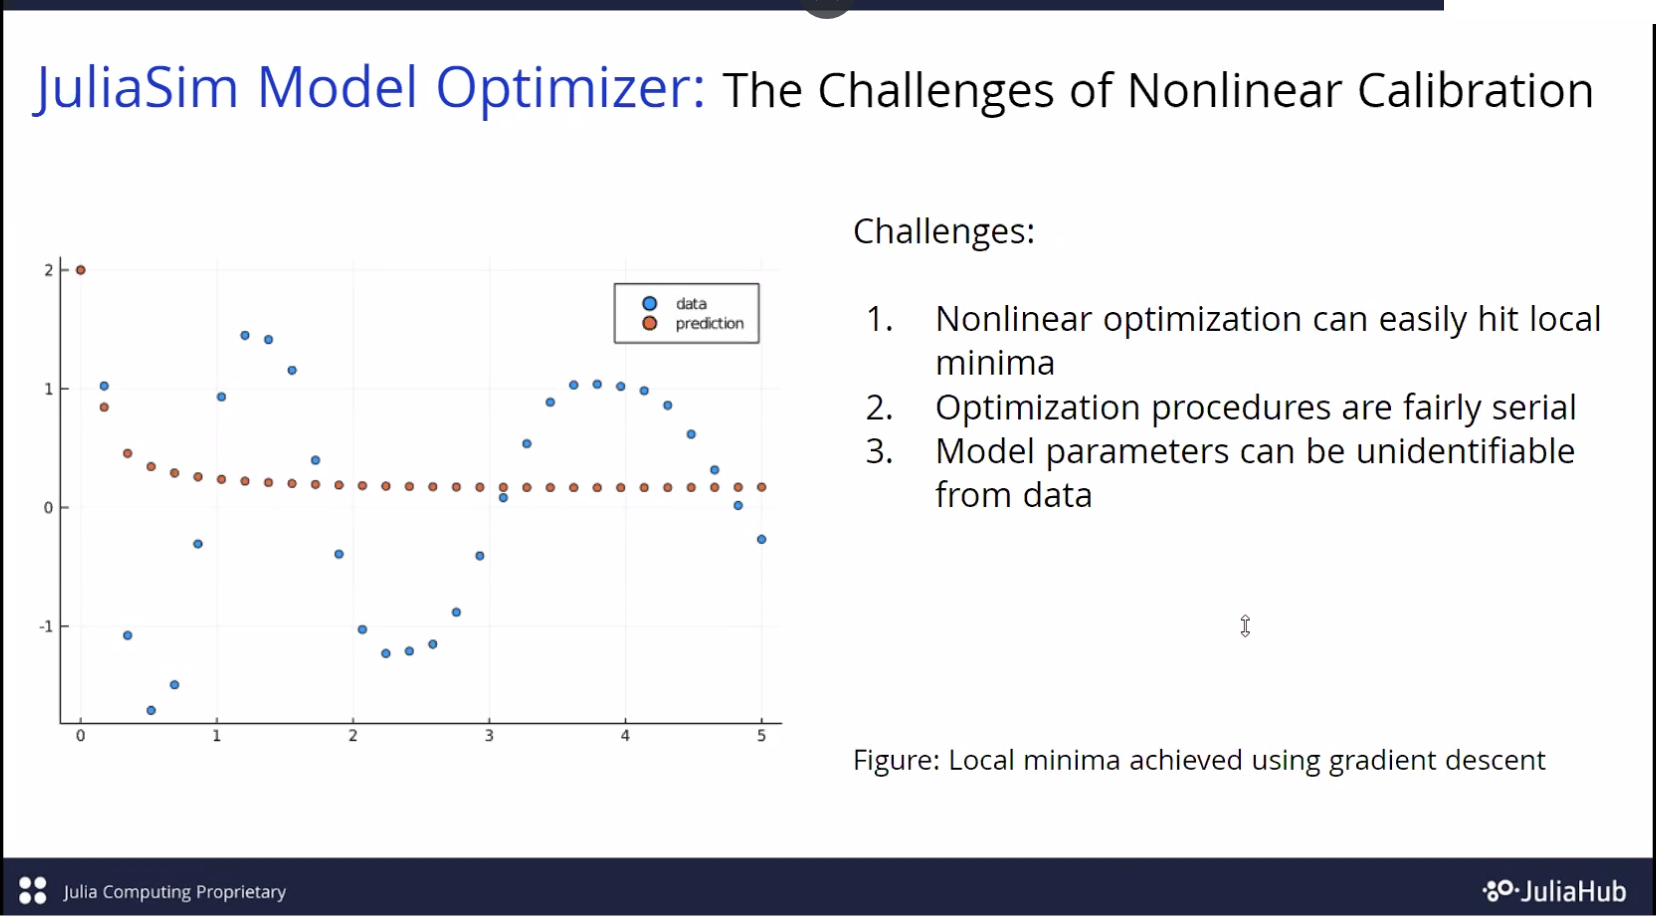 JuliaSim Model Optimizer: The Challenges of Nonlinear Calibration
2
1
0
-1
0 1 2 3 4 5
data
prediction
Challenges:
1. Nonlinear optimization can easily hit local
minima
2. Optimization procedures are fairly serial
3. Model parameters can be unidentifiable
from data
Figure: Local minima achieved using gradient descent
Julia Computing Proprietary
JuliaHub